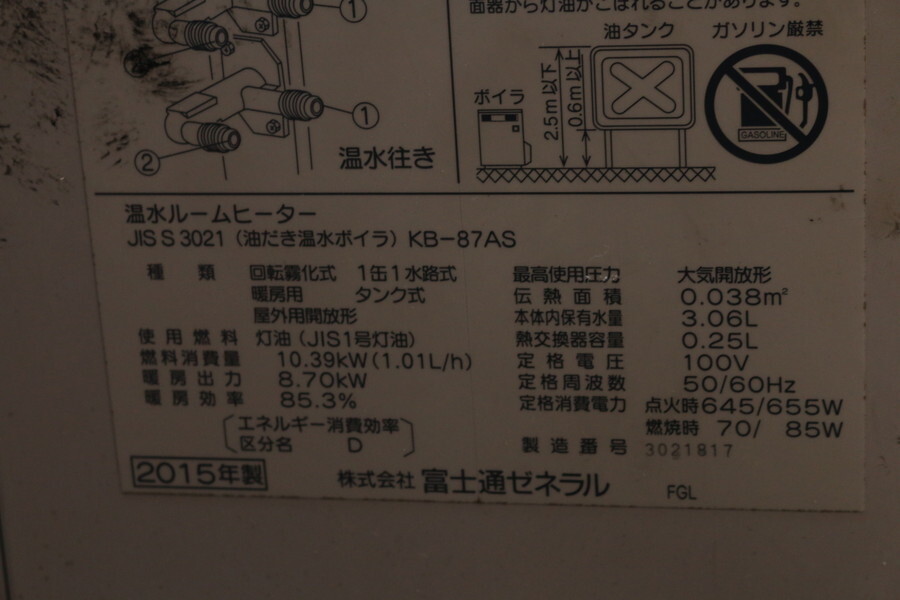 面器から灯油がこぼれることがあります。
①
①
②
温水往き
油タンク
ガソリン厳禁
ボイラ
2.5m以下
0.6m以上
GASOLINE
温水ルームヒーター
JIS S 3021（油だき温水ボイラ）KB-87AS
種類 回転霧化式 1缶1水路式
暖房用 タンク式
屋外用開放形
使用燃料 灯油（JIS1号灯油）
燃料消費量 10.39kW（1.01L/h）
暖房出力 8.70kW
暖房効率 85.3%
エネルギー消費効率
区分名 D
2015年製
最高使用圧力 大気開放形
伝熱面積 0.038m²
本体内保有水量 3.06L
熱交換器容量 0.25L
定格電圧 100V
定格周波数 50/60Hz
定格消費電力 点火時 645/655W
燃焼時 70/ 85W
製造番号 3021817
株式会社 富士通ゼネラル
FGL